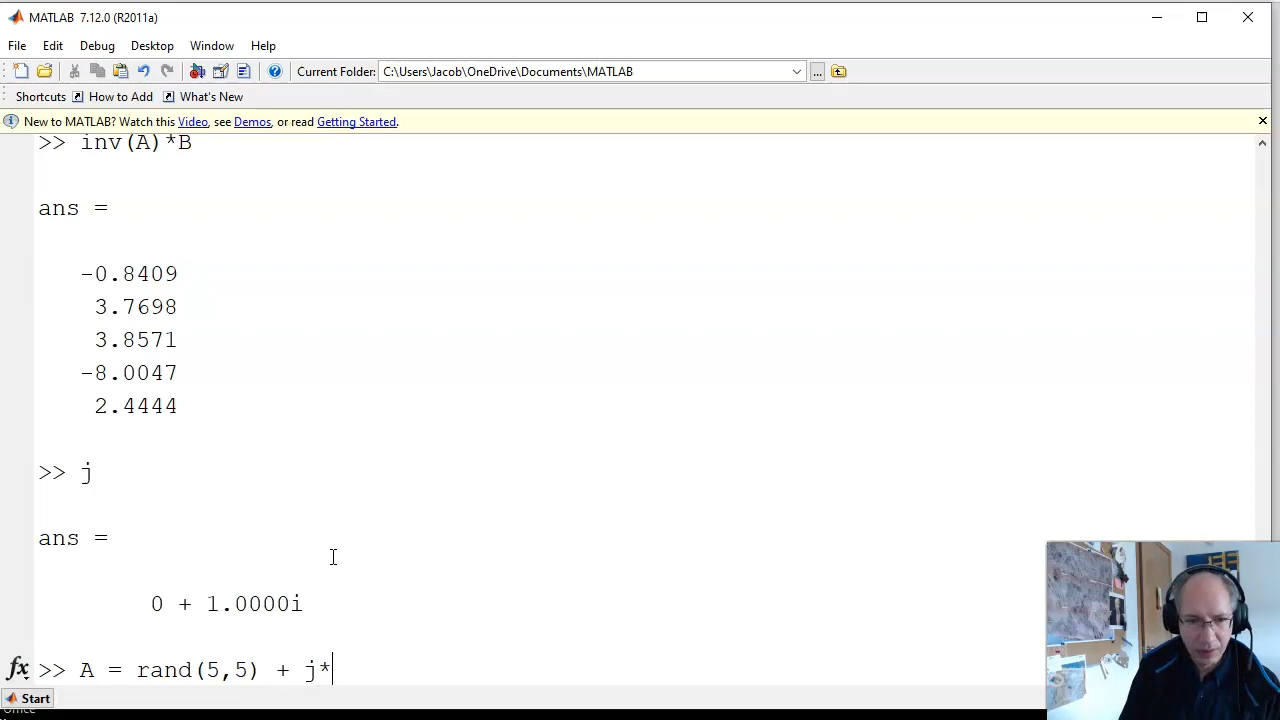 MATLAB 7.12.0 (R2011a)
File Edit Debug Desktop Window Help
Current Folder: C:\Users\Jacob\OneDrive\Documents\MATLAB ...
Shortcuts How to Add What's New
New to MATLAB? Watch this Video, see Demos, or read Getting Started.
>> inv(A)*B
ans =
-0.8409
3.7698
3.8571
-8.0047
2.4444
>> j
ans =
0 + 1.0000i
fx >> A = rand(5,5) + j*
Start
Office